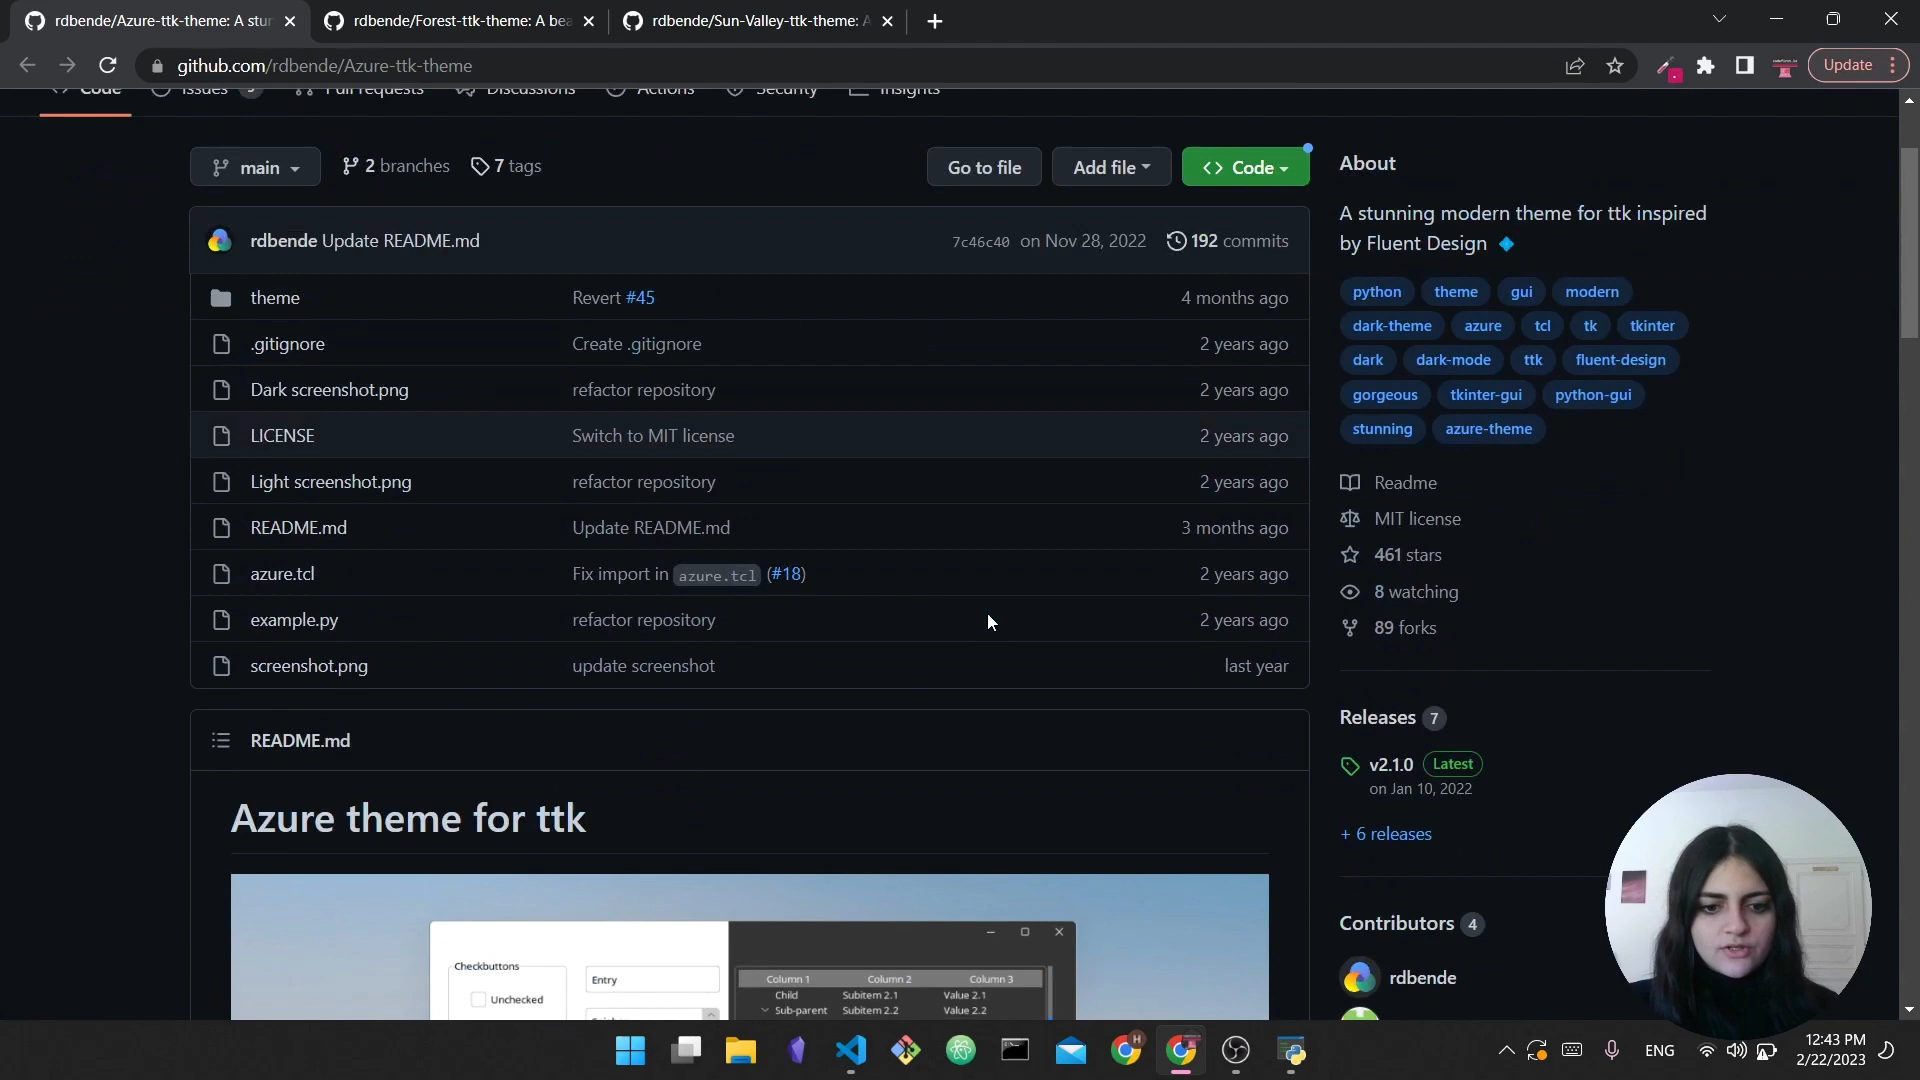 rdbende/Azure-ttk-theme: A stu
rdbende/Forest-ttk-theme: A bea
rdbende/Sun-Valley-ttk-theme: A
github.com/rdbende/Azure-ttk-theme
Update
Code
Issues
Pull requests
Discussions
Actions
Security
Insights
main
2 branches
7 tags
Go to file
Add file
<> Code
rdbende Update README.md
7c46c40 on Nov 28, 2022
192 commits
theme Revert #45 4 months ago
.gitignore Create .gitignore 2 years ago
Dark screenshot.png refactor repository 2 years ago
LICENSE Switch to MIT license 2 years ago
Light screenshot.png refactor repository 2 years ago
README.md Update README.md 3 months ago
azure.tcl Fix import in azure.tcl (#18) 2 years ago
example.py refactor repository 2 years ago
screenshot.png update screenshot last year
README.md
Azure theme for ttk
Checkbuttons
Unchecked
Entry
Column 1 Column 2 Column 3
Child Subitem 2.1 Value 2.1
Sub-parent Subitem 2.2 Value 2.2
About
A stunning modern theme for ttk inspired
by Fluent Design
python theme gui modern
dark-theme azure tcl tk tkinter
dark dark-mode ttk fluent-design
gorgeous tkinter-gui python-gui
stunning azure-theme
Readme
MIT license
461 stars
8 watching
89 forks
Releases 7
v2.1.0 Latest
on Jan 10, 2022
+ 6 releases
Contributors 4
rdbende
ENG
12:43 PM
2/22/2023